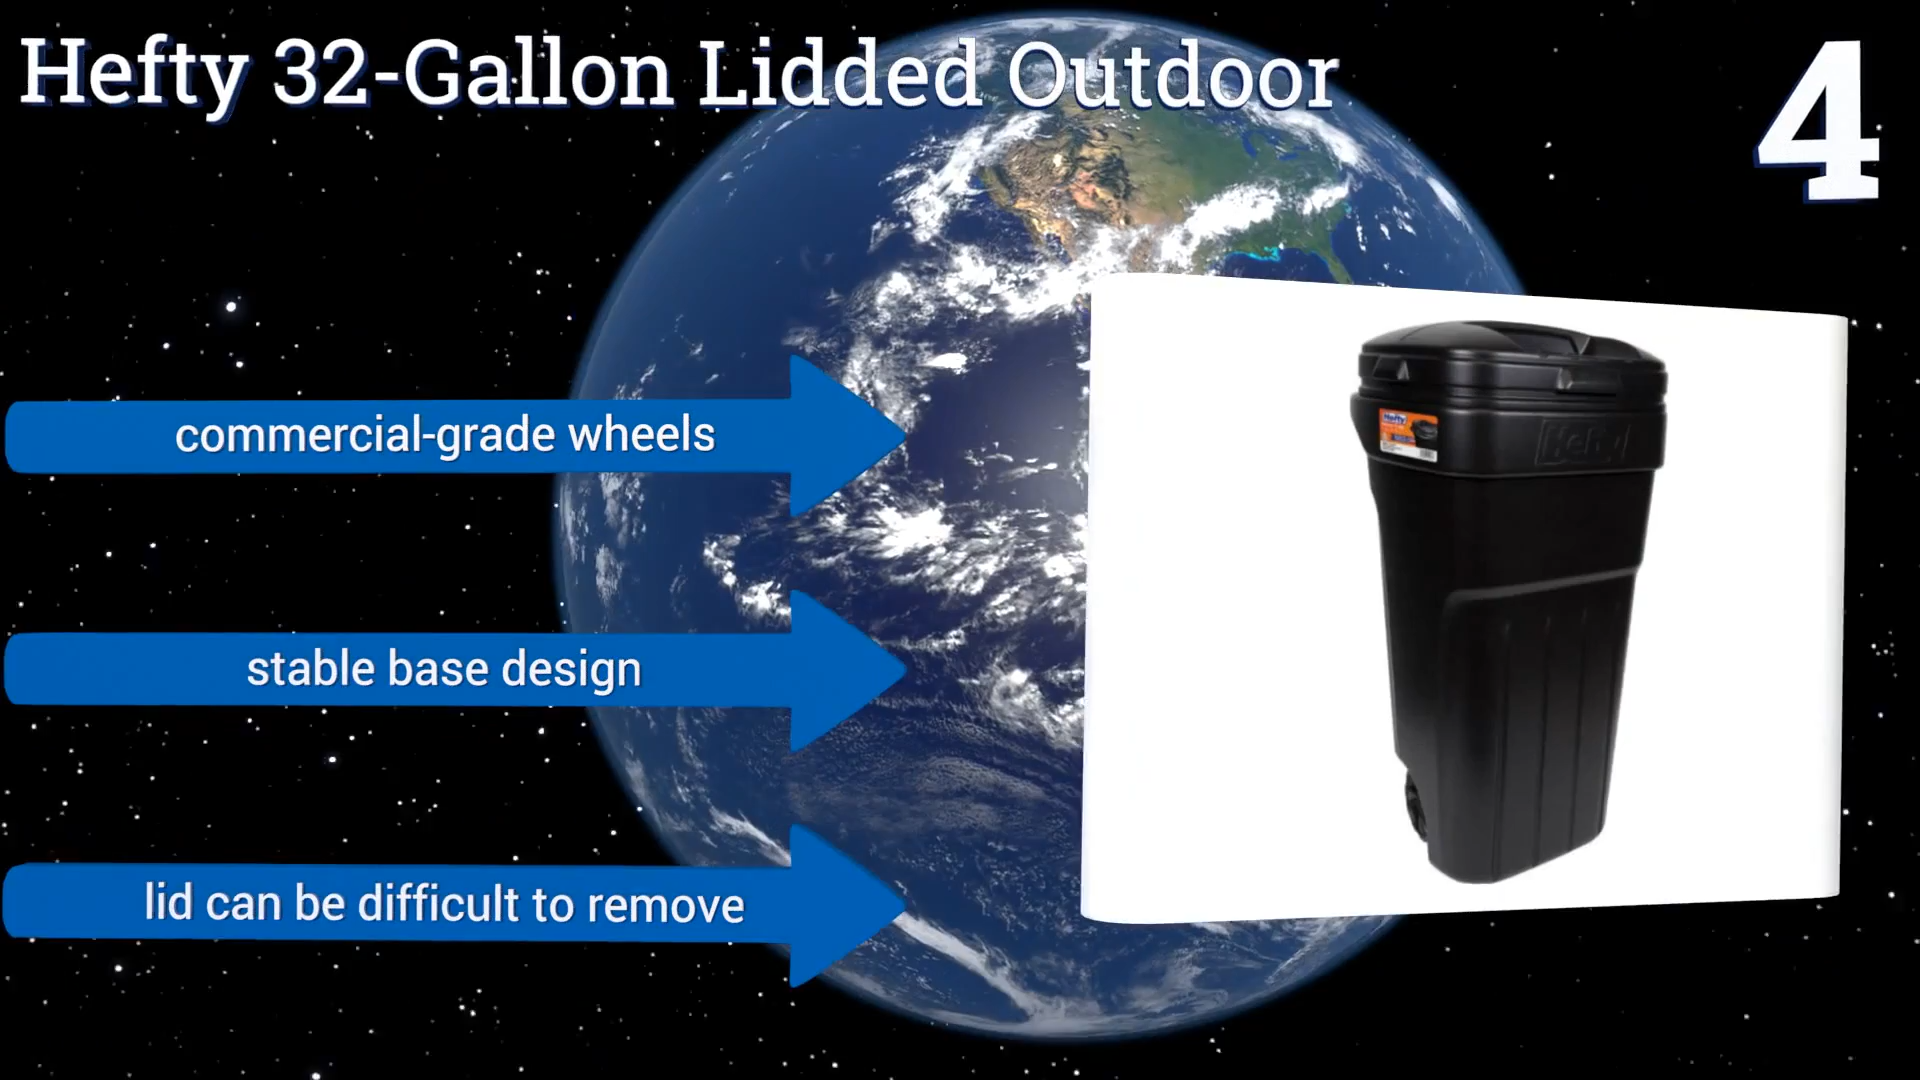 Hefty 32-Gallon Lidded Outdoor
4
commercial-grade wheels
stable base design
lid can be difficult to remove
Hefty
Hefty